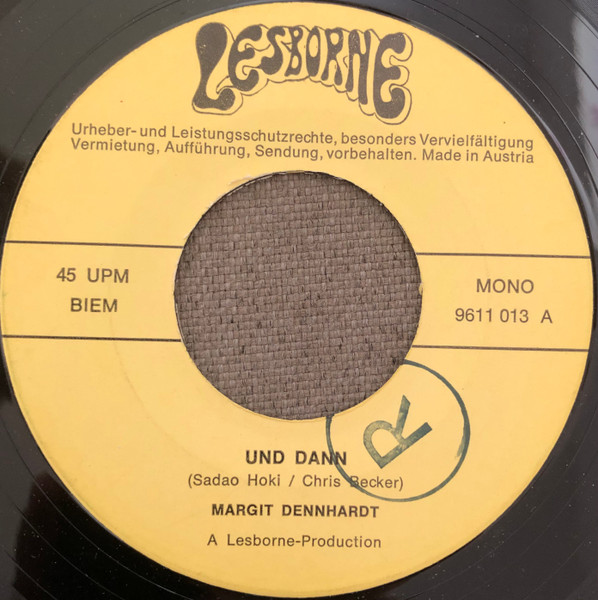 LESBORNE
Urheber- und Leistungsschutzrechte, besonders Vervielfältigung
Vermietung, Aufführung, Sendung, vorbehalten. Made in Austria
45 UPM
BIEM
MONO
9611 013 A
R
UND DANN
(Sadao Hoki / Chris Becker)
MARGIT DENNHARDT
A Lesborne-Production